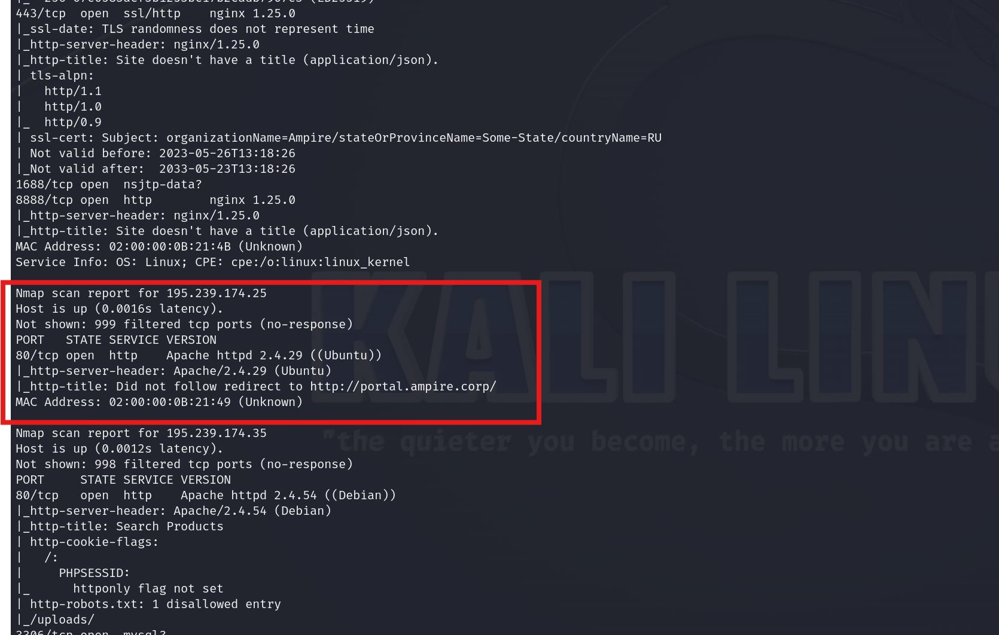 443/tcp  open  ssl/http    nginx 1.25.0
|_ssl-date: TLS randomness does not represent time
|_http-server-header: nginx/1.25.0
|_http-title: Site doesn't have a title (application/json).
| tls-alpn:
|   http/1.1
|   http/1.0
|_  http/0.9
| ssl-cert: Subject: organizationName=Ampire/stateOrProvinceName=Some-State/countryName=RU
| Not valid before: 2023-05-26T13:18:26
|_Not valid after:  2033-05-23T13:18:26
1688/tcp open  nsjtp-data?
8888/tcp open  http        nginx 1.25.0
|_http-server-header: nginx/1.25.0
|_http-title: Site doesn't have a title (application/json).
MAC Address: 02:00:00:0B:21:4B (Unknown)
Service Info: OS: Linux; CPE: cpe:/o:linux:linux_kernel
Nmap scan report for 195.239.174.25
Host is up (0.0016s latency).
Not shown: 999 filtered tcp ports (no-response)
PORT   STATE SERVICE VERSION
80/tcp open  http    Apache httpd 2.4.29 ((Ubuntu))
|_http-server-header: Apache/2.4.29 (Ubuntu)
|_http-title: Did not follow redirect to http://portal.ampire.corp/
MAC Address: 02:00:00:0B:21:49 (Unknown)
KALI
Nmap scan report for 195.239.174.35
"the quieter you become, the more you are
Host is up (0.0012s latency).
Not shown: 998 filtered tcp ports (no-response)
PORT     STATE SERVICE VERSION
80/tcp   open  http    Apache httpd 2.4.54 ((Debian))
|_http-server-header: Apache/2.4.54 (Debian)
|_http-title: Search Products
| http-cookie-flags:
|   /:
|     PHPSESSID:
|_      httponly flag not set
| http-robots.txt: 1 disallowed entry
|_/uploads/
3306/tcp open  mysql?